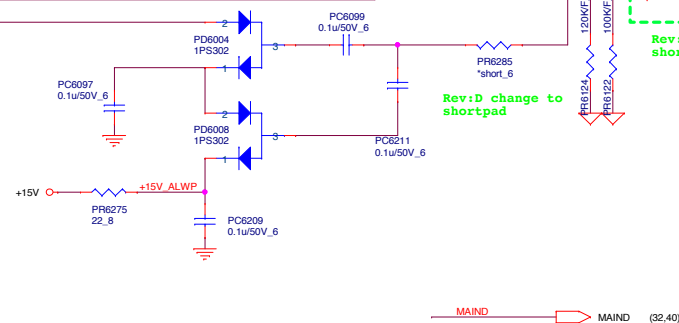 PC6099
0.1u/50V_6
2
3
1
PD6004
1PS302
PR6285
*short_6
120K/F
100K/F
PR6124
PR6122
Rev:
shor
PC6097
0.1u/50V_6
Rev:D change to
shortpad
2
3
1
PD6008
1PS302
PC6211
0.1u/50V_6
+15V
+15V_ALWP
PR6275
22_8
PC6209
0.1u/50V_6
MAIND
MAIND
(32,40)